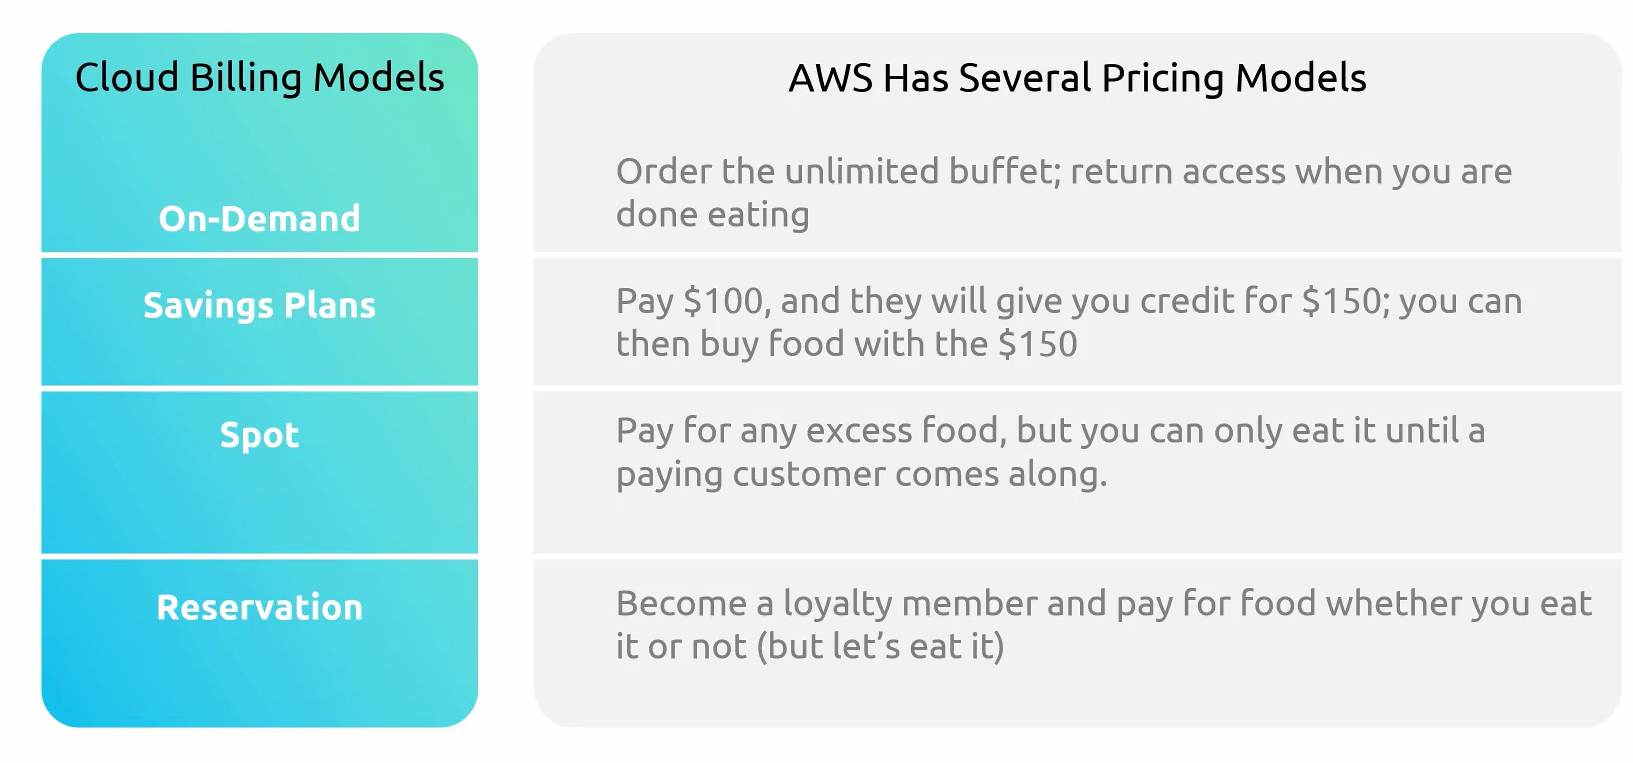 Cloud Billing Models
AWS Has Several Pricing Models
On-Demand
Order the unlimited buffet; return access when you are
done eating
Savings Plans
Pay $100, and they will give you credit for $150; you can
then buy food with the $150
Spot
Pay for any excess food, but you can only eat it until a
paying customer comes along.
Reservation
Become a loyalty member and pay for food whether you eat
it or not (but let’s eat it)